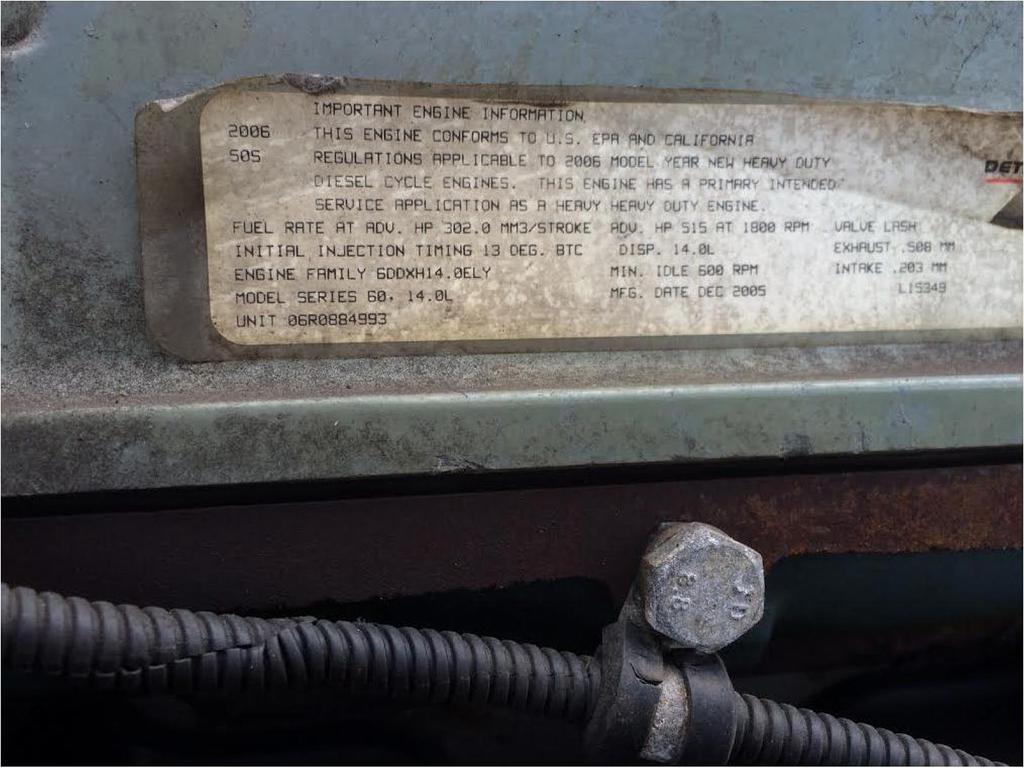 IMPORTANT ENGINE INFORMATION
2006 THIS ENGINE CONFORMS TO U.S. EPA AND CALIFORNIA
505 REGULATIONS APPLICABLE TO 2006 MODEL YEAR NEW HEAVY DUTY
DIESEL CYCLE ENGINES. THIS ENGINE HAS A PRIMARY INTENDED
SERVICE APPLICATION AS A HEAVY HEAVY DUTY ENGINE.
FUEL RATE AT ADV. HP 302.0 MM3/STROKE ADV. HP 515 AT 1800 RPM VALVE LASH
INITIAL INJECTION TIMING 13 DEG. BTC DISP. 14.0L EXHAUST .508 MM
ENGINE FAMILY 6DDXH14.0ELY MIN. IDLE 600 RPM INTAKE .203 MM
MODEL SERIES 60, 14.0L MFG. DATE DEC 2005 L15349
UNIT 06R0884993
DET
8.8